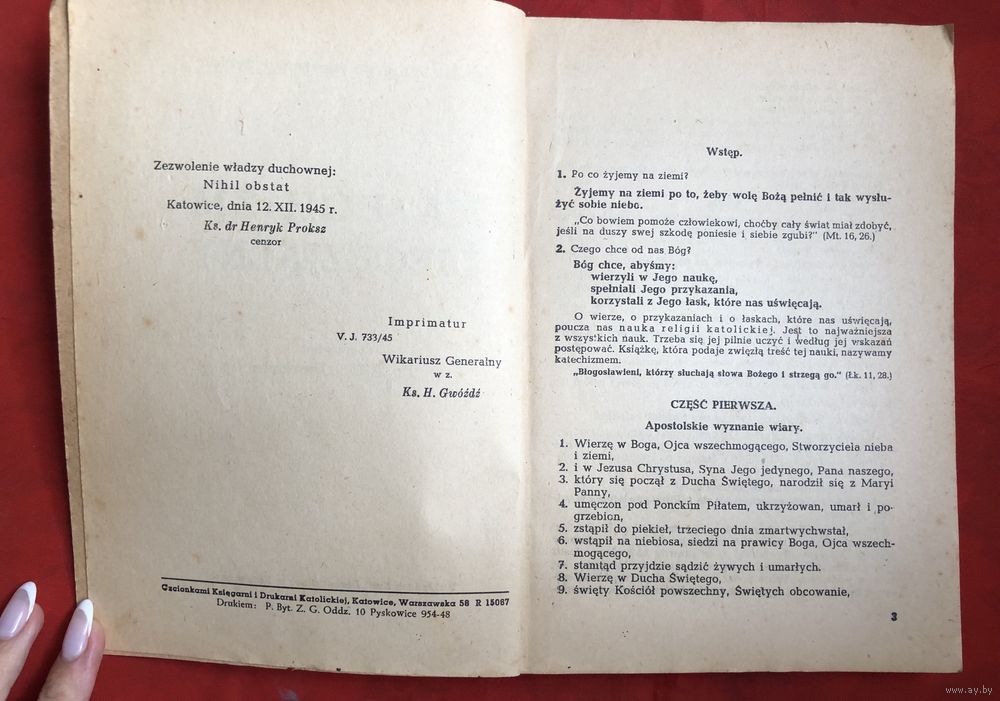 Zezwolenie władzy duchownej:
Nihil obstat
Katowice, dnia 12. XII. 1945 r.
Ks. dr Henryk Proksz
cenzor
Imprimatur
V. J. 733/45
Wikariusz Generalny
w z.
Ks. H. Gwóźdź
Czcionkami Księgarni i Drukarni Katolickiej, Katowice, Warszawska 58 R 15067
Drukiem: P. Byt. Z. G. Oddz. 10 Pyskowice 954-48
Wstęp.
1. Po co żyjemy na ziemi?
Żyjemy na ziemi po to, żeby wolę Bożą pełnić i tak wysłu-
żyć sobie niebo.
„Co bowiem pomoże człowiekowi, choćby cały świat miał zdobyć,
jeśli na duszy swej szkodę poniesie i siebie zgubi?" (Mt. 16, 26.)
2. Czego chce od nas Bóg?
Bóg chce, abyśmy:
wierzyli w Jego naukę,
spełniali Jego przykazania,
korzystali z Jego łask, które nas uświęcają.
O wierze, o przykazaniach i o łaskach, które nas uświęcają,
poucza nas nauka religii katolickiej. Jest to najważniejsza
z wszystkich nauk. Trzeba się jej pilnie uczyć i według jej wskazań
postępować. Książkę, która podaje zwięzłą treść tej nauki, nazywamy
katechizmem.
„Błogosławieni, którzy słuchają słowa Bożego i strzegą go." (Łk. 11, 28.)
CZĘŚĆ PIERWSZA.
Apostolskie wyznanie wiary.
1. Wierzę w Boga, Ojca wszechmogącego, Stworzyciela nieba
i ziemi,
2. i w Jezusa Chrystusa, Syna Jego jedynego, Pana naszego,
3. który się począł z Ducha Świętego, narodził się z Maryi
Panny,
4. umęczon pod Ponckim Piłatem, ukrzyżowan, umarł i po-
grzebion,
5. zstąpił do piekieł, trzeciego dnia zmartwychwstał,
6. wstąpił na niebiosa, siedzi na prawicy Boga, Ojca wszech-
mogącego,
7. stamtąd przyjdzie sądzić żywych i umarłych.
8. Wierzę w Ducha Świętego,
9. święty Kościół powszechny, Świętych obcowanie,
3
www.ay.by